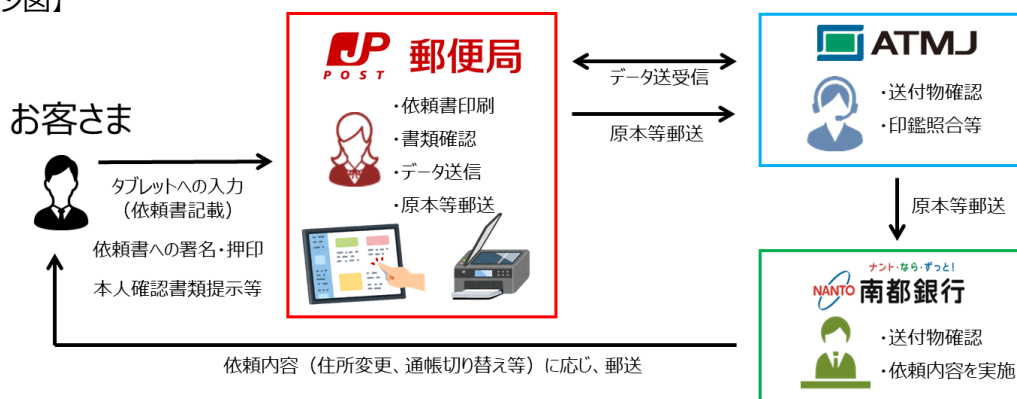 ジ図】
お客さま
タブレットへの入力
(依頼書記載)
依頼書への署名・押印
本人確認書類提示等
JP
POST
郵便局
・依頼書印刷
・書類確認
・データ送信
・原本等郵送
データ送受信
原本等郵送
ATMJ
・送付物確認
・印鑑照合等
原本等郵送
ナント・なら・ずっと!
NANTO 南都銀行
・送付物確認
・依頼内容を実施
依頼内容(住所変更、通帳切り替え等)に応じ、郵送